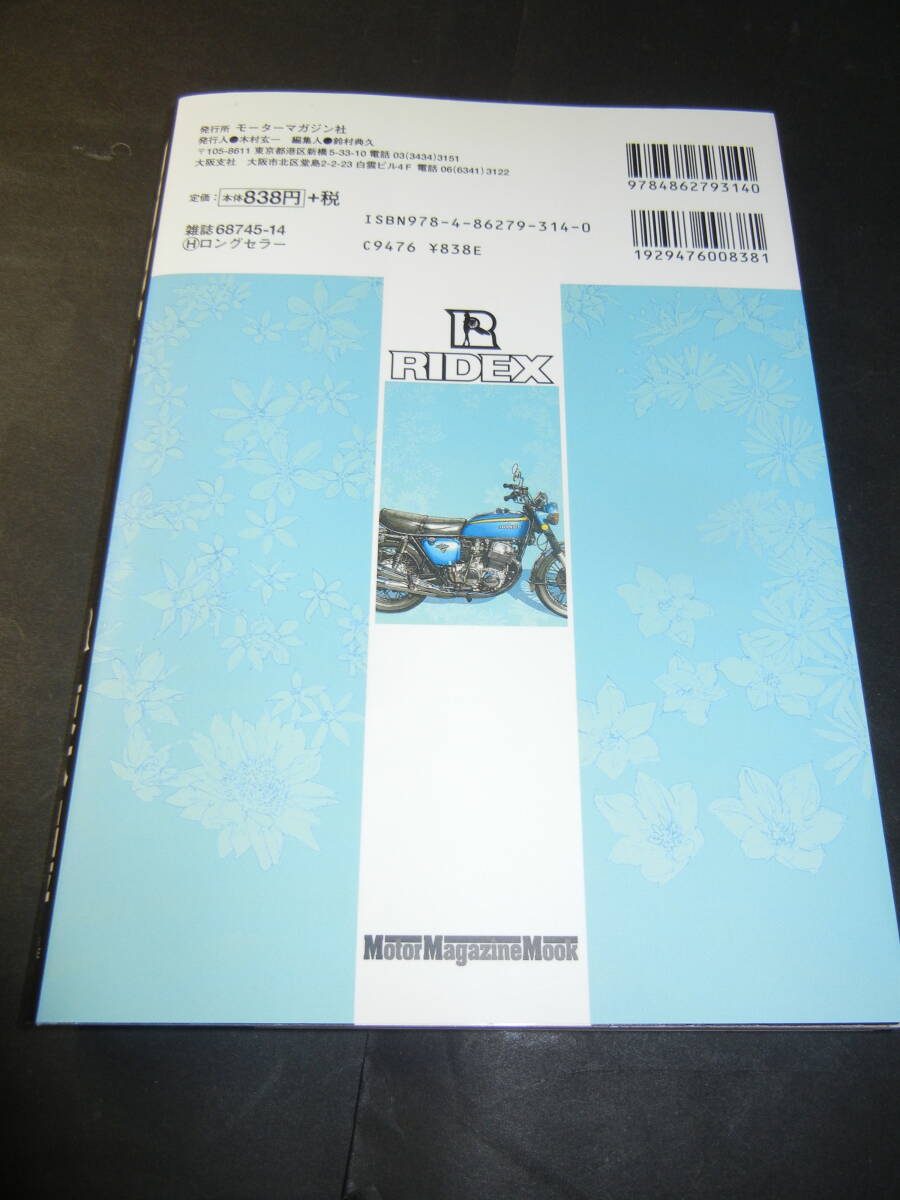 発行所 モーターマガジン社
発行人●木村玄一 編集人●鈴村典久
〒105-8611 東京都港区新橋5-33-10 電話 03(3434)3151
大阪支社 大阪市北区堂島2-2-23 白雲ビル4F 電話 06(6341)3122
定価：本体838円+税
雑誌 68745-14
Ⓗロングセラー
ISBN978-4-86279-314-0
C9476 ¥838E
9784862793140
1929476008381
R
RIDEX
HONDA
MotorMagazineMook